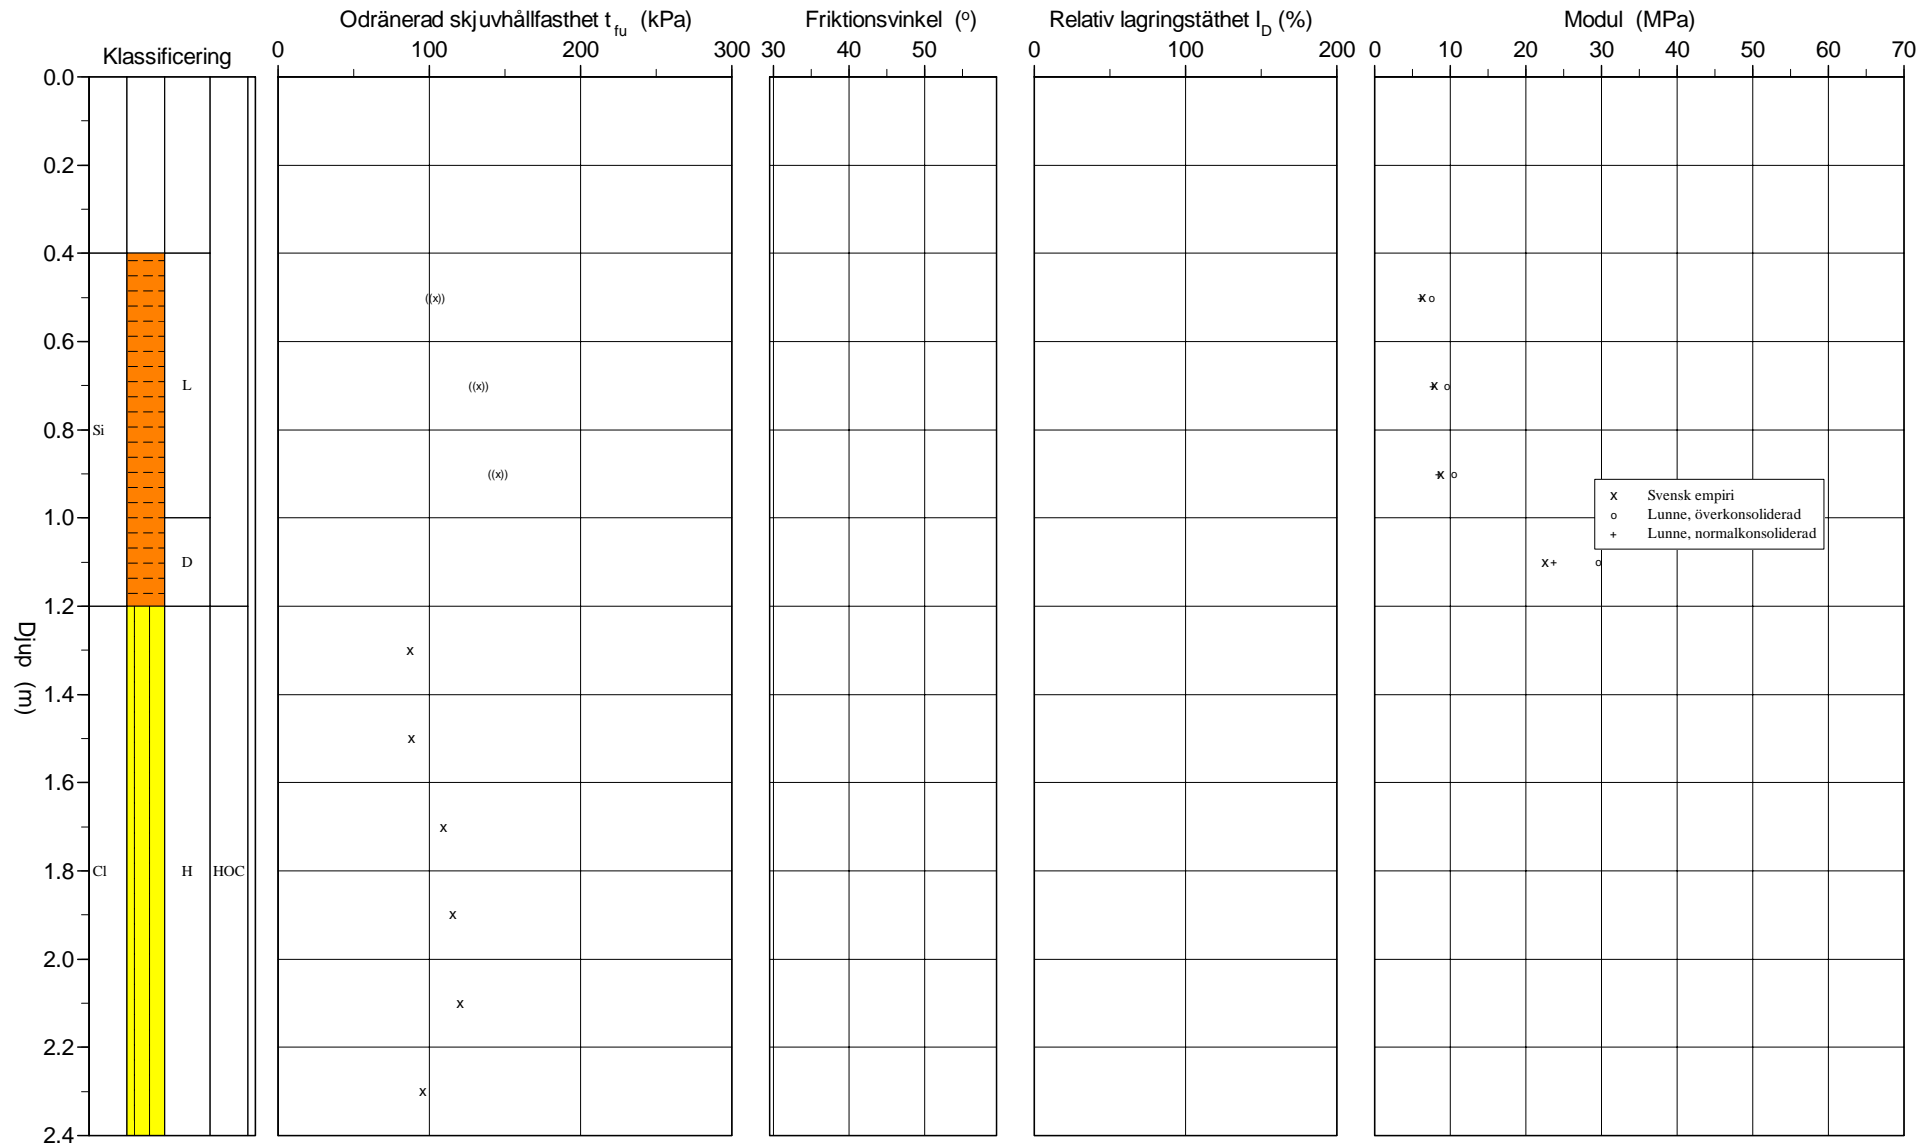 Odränerad skjuvhållfasthet t fu (kPa)
Friktionsvinkel (º)
Relativ lagringstäthet I D (%)
Modul (MPa)
Klassificering
0 100 200 300
30 40 50
0 100 200
0 10 20 30 40 50 60 70
0.0
0.2
0.4
0.6
0.8
1.0
1.2
1.4
1.6
1.8
2.0
2.2
2.4
Djup (m)
Si
L
D
Cl
H
HOC
((x))
((x))
((x))
x
x
x
x
x
x
x Svensk empiri
o Lunne, överkonsoliderad
+ Lunne, normalkonsoliderad